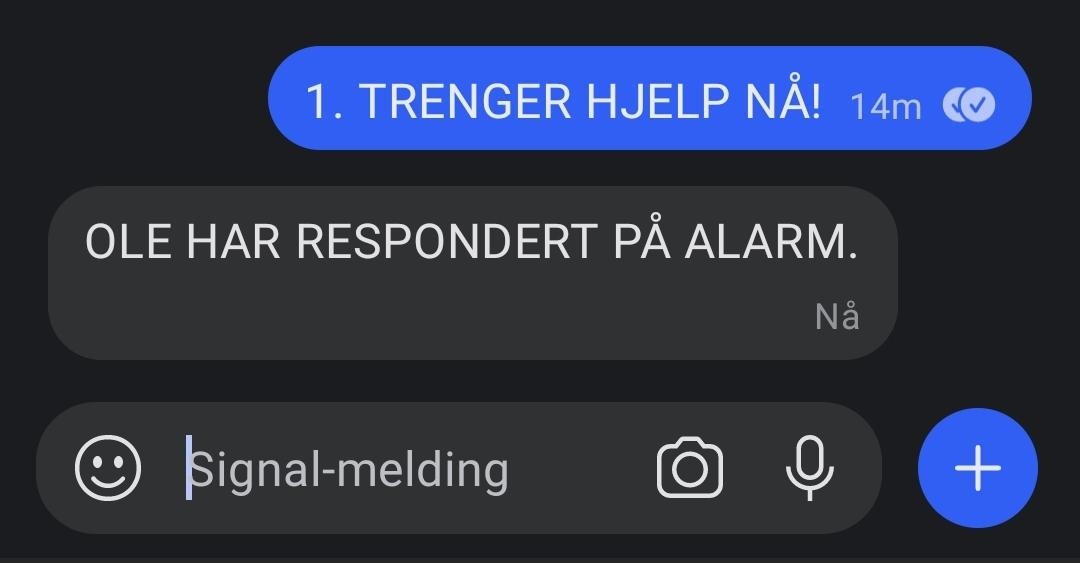 1. TRENGER HJELP NÅ! 14m
OLE HAR RESPONDERT PÅ ALARM.
Nå
Signal-melding